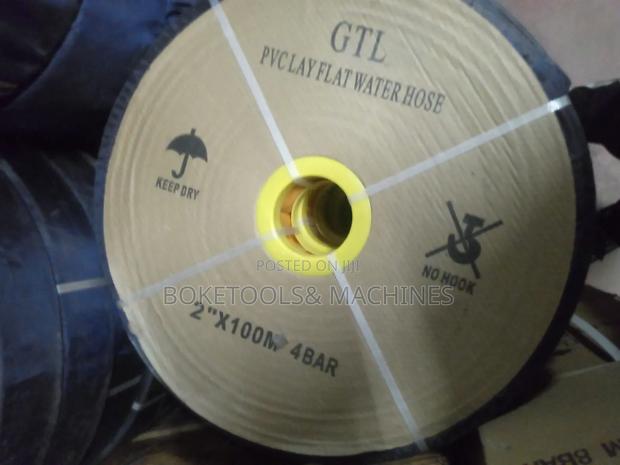 GTL
PVC LAY FLAT WATER HOSE
KEEP DRY
NO HOOK
POSTED ON JIJI
BOKETOOLS& MACHINES
2"X100M 4BAR